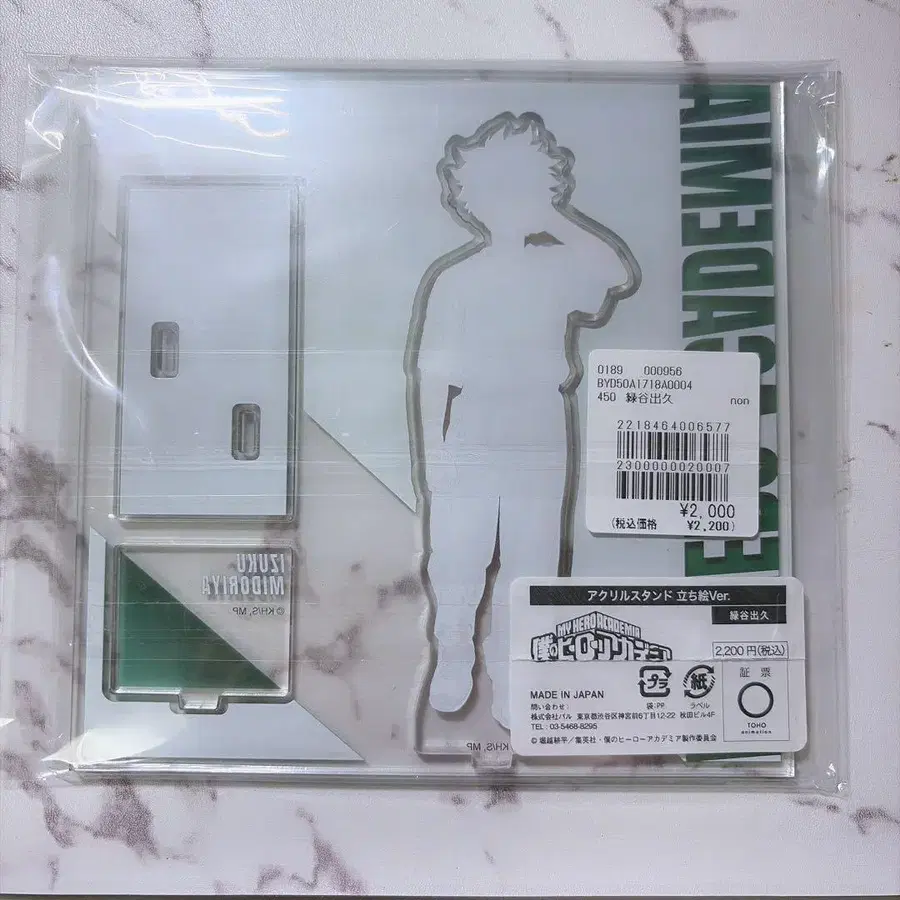 0189 000956
BYD50A1718A0004
450 緑谷出久 non
2218464006577
2300000020007
¥2,000
(税込価格 ¥2,200)
アクリルスタンド 立ち絵Ver.
緑谷出久
MY HERO ACADEMIA
僕のヒーローアカデミア
2,200円(税込)
証 票
TOHO
animation
プラ
紙
袋:PP
ラベル
MADE IN JAPAN
問い合わせ:
株式会社パル 東京都渋谷区神宮前6丁目12-22 秋田ビル4F
TEL: 03-5468-8295
© 堀越耕平/集英社・僕のヒーローアカデミア製作委員会
IZUKU
MIDORIYA
© KH/S, MP
KH/S, MP